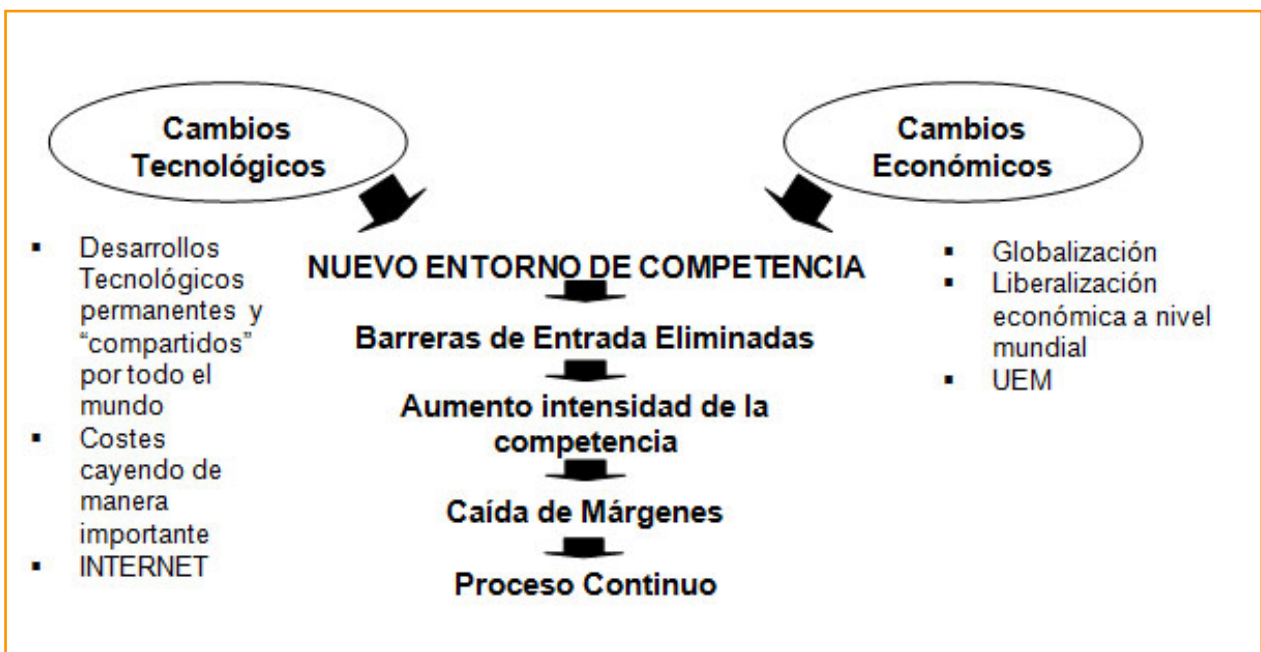 Cambios
Tecnológicos
Cambios
Económicos
▪ Desarrollos
Tecnológicos
permanentes y
“compartidos”
por todo el
mundo
▪ Costes
cayendo de
manera
importante
▪ INTERNET
NUEVO ENTORNO DE COMPETENCIA
Barreras de Entrada Eliminadas
Aumento intensidad de la
competencia
Caída de Márgenes
Proceso Continuo
▪ Globalización
▪ Liberalización
económica a nivel
mundial
▪ UEM